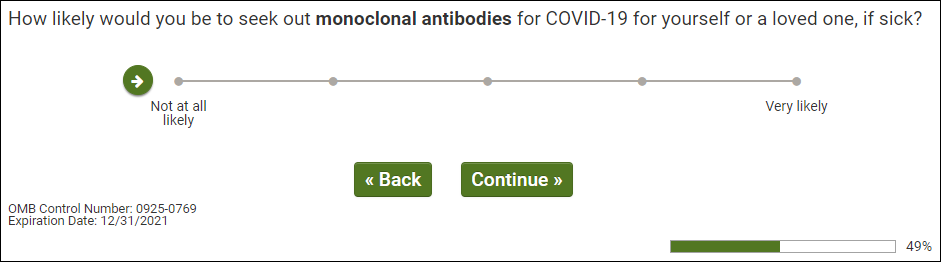 How likely would you be to seek out monoclonal antibodies for COVID-19 for yourself or a loved one, if sick?
Not at all
likely
Very likely
« Back
Continue »
OMB Control Number: 0925-0769
Expiration Date: 12/31/2021
49%